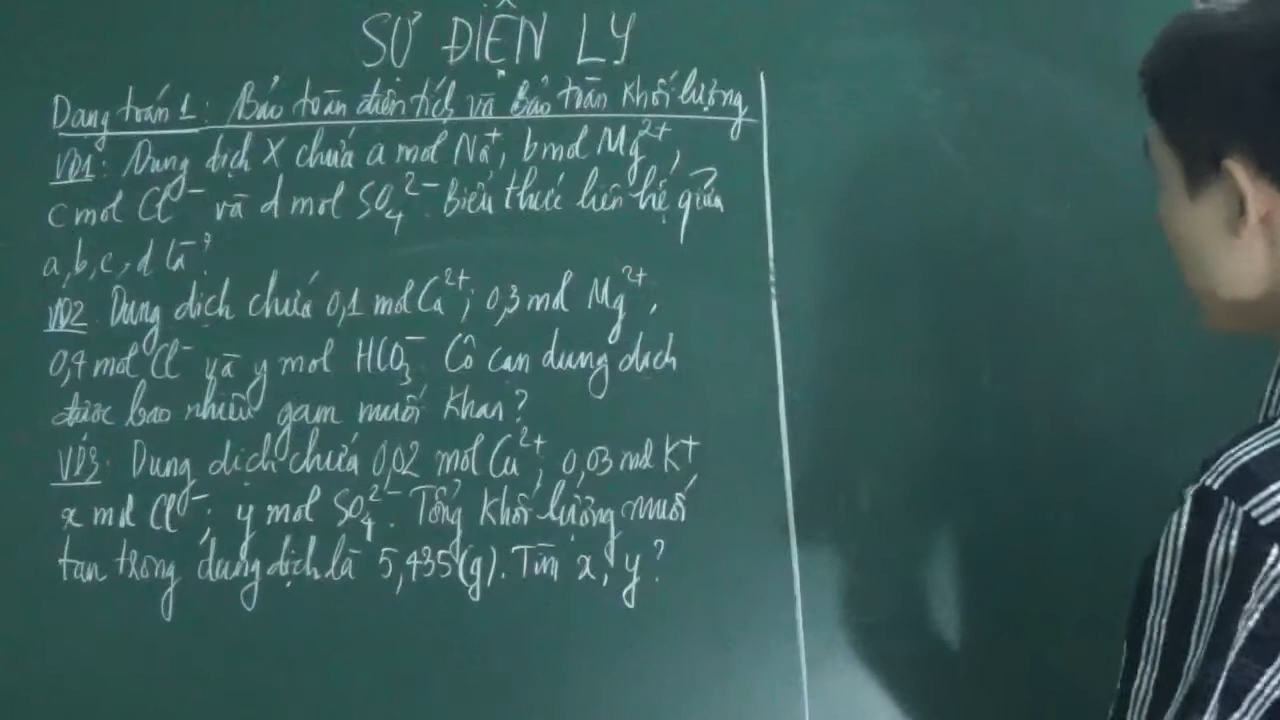 SỰ ĐIỆN LY
Dạng toán 1: Bảo toàn điện tích và bảo toàn khối lượng
VD1: Dung dịch X chứa a mol Na⁺, b mol Mg²⁺,
c mol Cl⁻ và d mol SO₄²⁻. Biểu thức liên hệ giữa
a, b, c, d là?
VD2. Dung dịch chứa 0,1 mol Ca²⁺; 0,3 mol Mg²⁺,
0,4 mol Cl⁻ và y mol HCO₃⁻. Cô cạn dung dịch
được bao nhiêu gam muối khan?
VD3: Dung dịch chứa 0,02 mol Cu²⁺; 0,03 mol K⁺
x mol Cl⁻; y mol SO₄²⁻. Tổng khối lượng muối
tan trong dung dịch là 5,435(g). Tìm x, y?